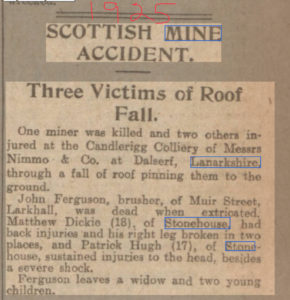 1925
SCOTTISH MINE
ACCIDENT.
Three Victims of Roof
Fall.
One miner was killed and two others in-
jured at the Candlerigg Colliery of Messrs
Nimmo & Co. at Dalserf, Lanarkshire,
through a fall of roof pinning them to the
ground.
John Ferguson, brusher, of Muir Street,
Larkhall, was dead when extricated.
Matthew Dickie (18), of Stonehouse, had
back injuries and his right leg broken in two
places, and Patrick Hugh (17), of Stone-
house, sustained injuries to the head, besides
a severe shock.
Ferguson leaves a widow and two young
children.